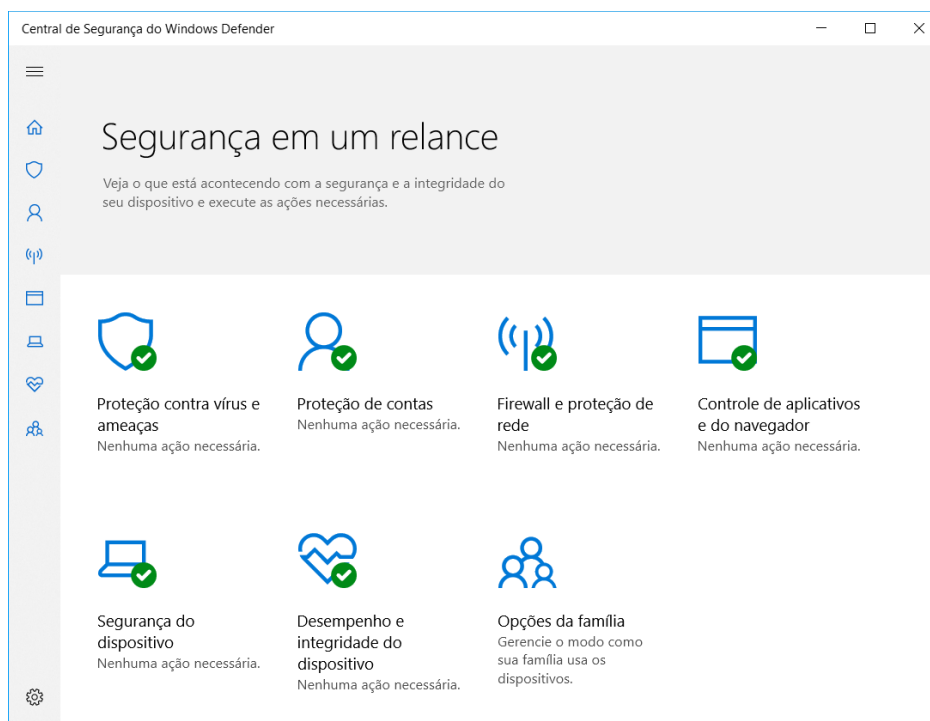 Central de Segurança do Windows Defender
Segurança em um relance
Veja o que está acontecendo com a segurança e a integridade do
seu dispositivo e execute as ações necessárias.
Proteção contra vírus e
ameaças
Nenhuma ação necessária.
Proteção de contas
Nenhuma ação necessária.
Firewall e proteção de
rede
Nenhuma ação necessária.
Controle de aplicativos
e do navegador
Nenhuma ação necessária.
Segurança do
dispositivo
Nenhuma ação necessária.
Desempenho e
integridade do
dispositivo
Nenhuma ação necessária.
Opções da família
Gerencie o modo como
sua família usa os
dispositivos.